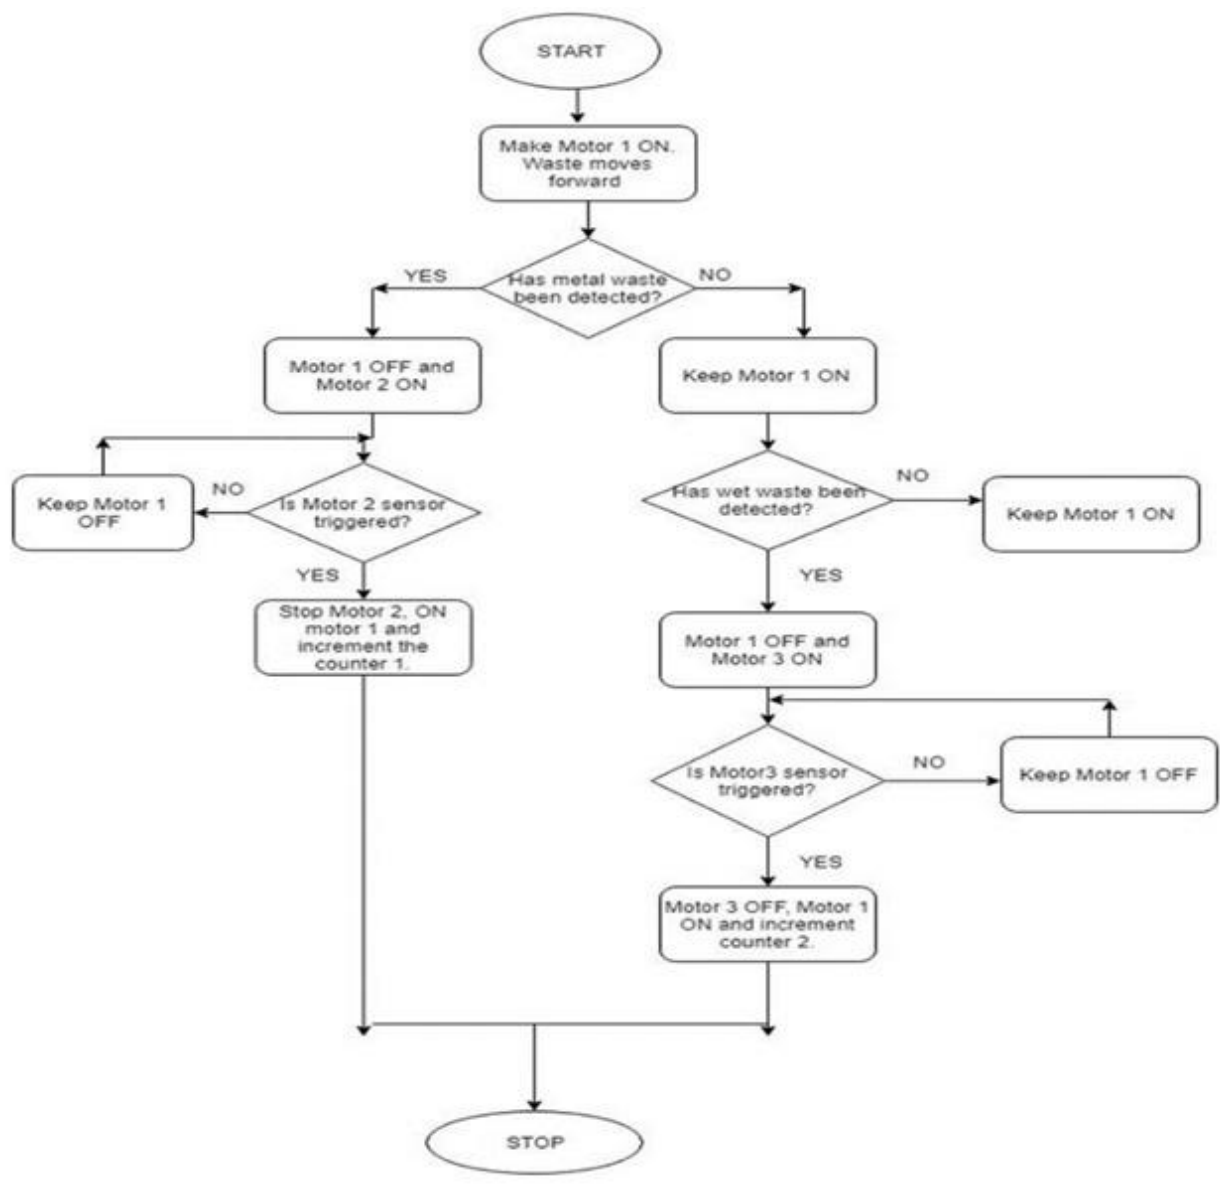 START
Make Motor 1 ON.
Waste moves
forward
Has metal waste
been detected?
YES
NO
Motor 1 OFF and
Motor 2 ON
Keep Motor 1 ON
Is Motor 2 sensor
triggered?
NO
Keep Motor 1
OFF
YES
Stop Motor 2, ON
motor 1 and
increment the
counter 1.
Has wet waste been
detected?
NO
Keep Motor 1 ON
YES
Motor 1 OFF and
Motor 3 ON
Is Motor3 sensor
triggered?
NO
Keep Motor 1 OFF
YES
Motor 3 OFF, Motor 1
ON and increment
counter 2.
STOP